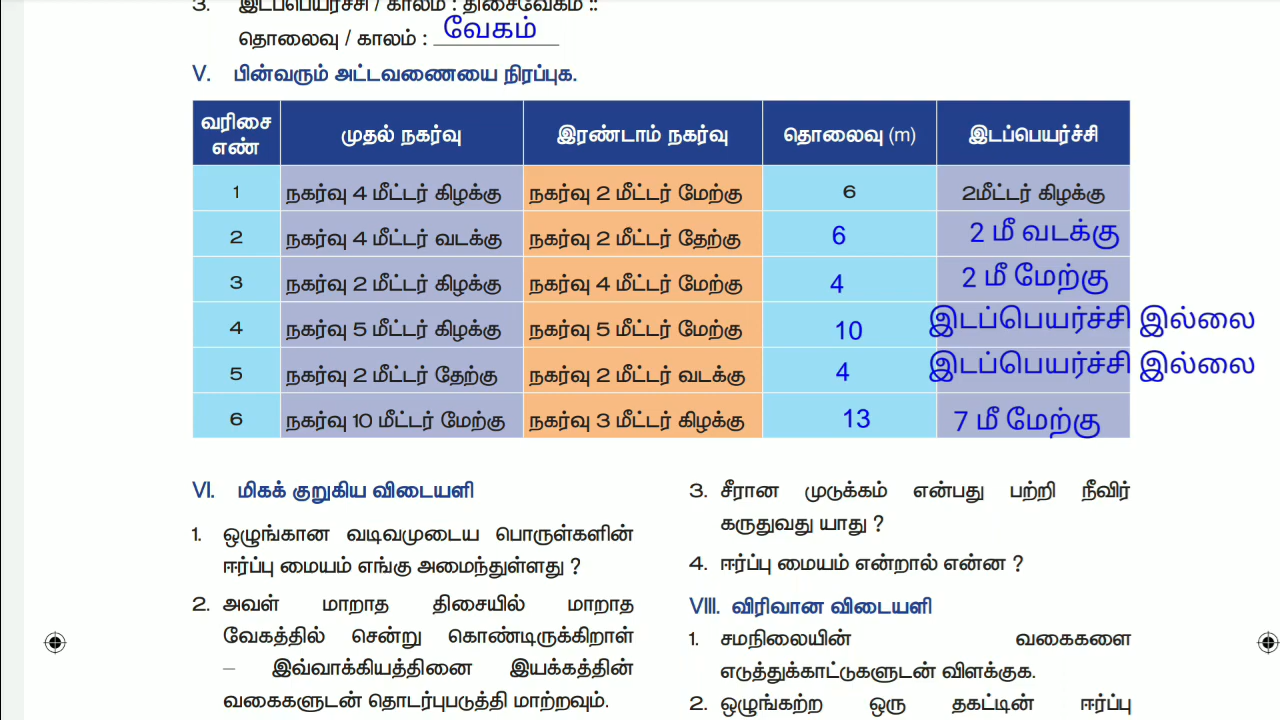 3. இடப்பெயர்ச்சி / காலம் : திசைவேகம் ::
தொலைவு / காலம் : வேகம்
V. பின்வரும் அட்டவணையை நிரப்புக.
வரிசை எண் முதல் நகர்வு இரண்டாம் நகர்வு தொலைவு (m) இடப்பெயர்ச்சி
1 நகர்வு 4 மீட்டர் கிழக்கு நகர்வு 2 மீட்டர் மேற்கு 6 2மீட்டர் கிழக்கு
2 நகர்வு 4 மீட்டர் வடக்கு நகர்வு 2 மீட்டர் தேற்கு 6 2 மீ வடக்கு
3 நகர்வு 2 மீட்டர் கிழக்கு நகர்வு 4 மீட்டர் மேற்கு 4 2 மீ மேற்கு
4 நகர்வு 5 மீட்டர் கிழக்கு நகர்வு 5 மீட்டர் மேற்கு 10 இடப்பெயர்ச்சி இல்லை
5 நகர்வு 2 மீட்டர் தேற்கு நகர்வு 2 மீட்டர் வடக்கு 4 இடப்பெயர்ச்சி இல்லை
6 நகர்வு 10 மீட்டர் மேற்கு நகர்வு 3 மீட்டர் கிழக்கு 13 7 மீ மேற்கு
VI. மிகக் குறுகிய விடையளி
1. ஒழுங்கான வடிவமுடைய பொருள்களின்
ஈர்ப்பு மையம் எங்கு அமைந்துள்ளது ?
2. அவள் மாறாத திசையில் மாறாத
வேகத்தில் சென்று கொண்டிருக்கிறாள்
– இவ்வாக்கியத்தினை இயக்கத்தின்
வகைகளுடன் தொடர்புபடுத்தி மாற்றவும்.
3. சீரான முடுக்கம் என்பது பற்றி நீவிர்
கருதுவது யாது ?
4. ஈர்ப்பு மையம் என்றால் என்ன ?
VIII. விரிவான விடையளி
1. சமநிலையின் வகைகளை
எடுத்துக்காட்டுகளுடன் விளக்குக.
2. ஒழுங்கற்ற ஒரு தகட்டின் ஈர்ப்பு